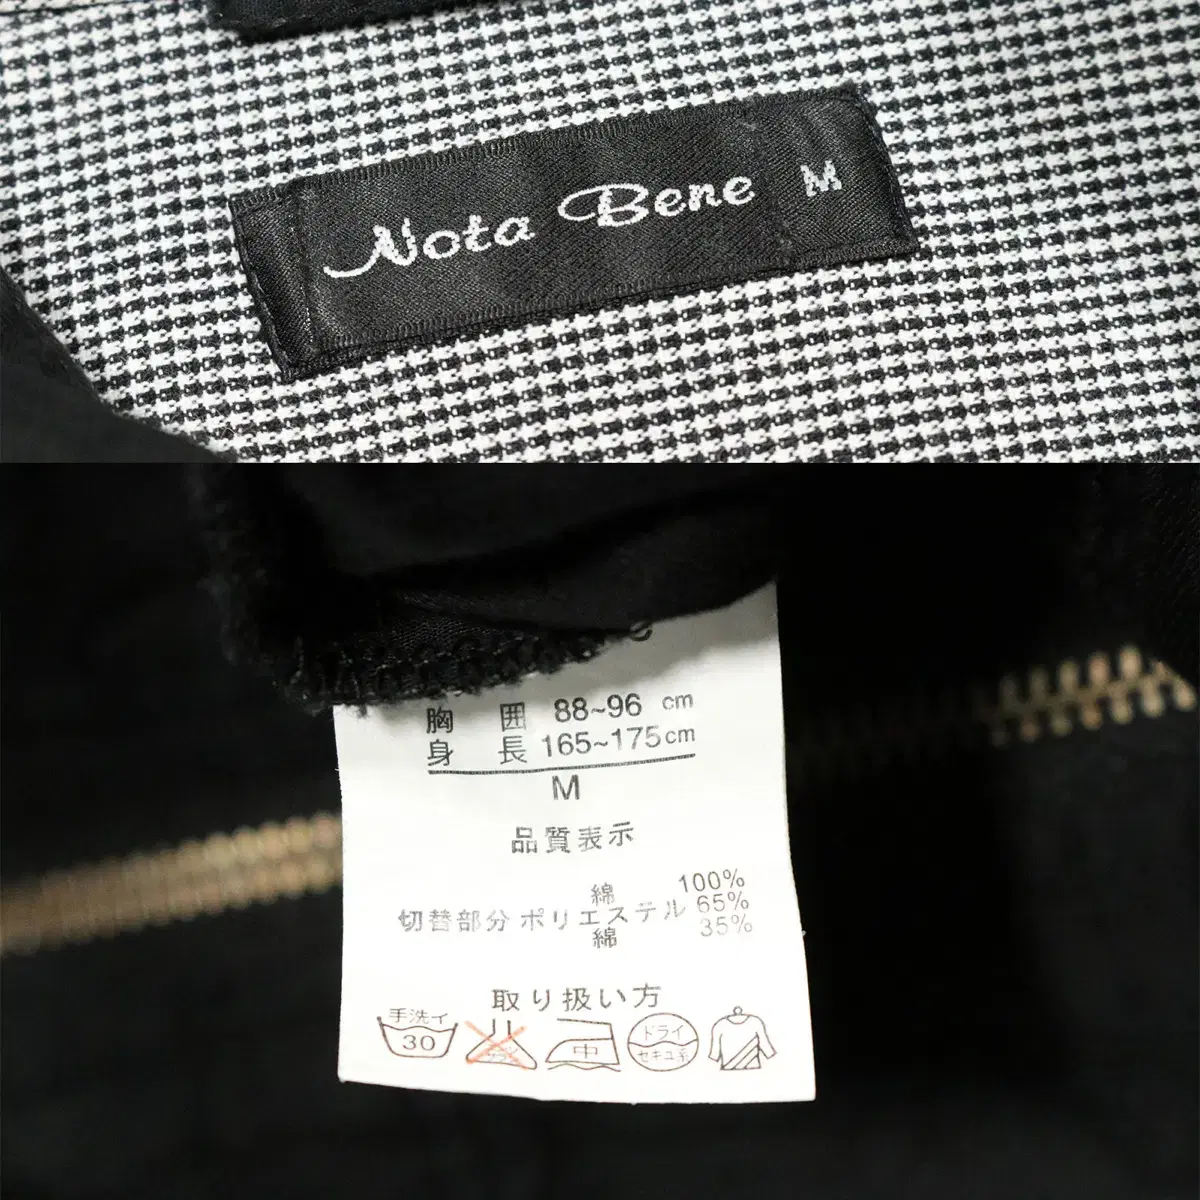 Nota Bene M
胸 囲 88~96 cm
身 長 165~175cm
M
品質表示
綿 100%
切替部分 ポリエステル 65%
綿 35%
取り扱い方
手洗イ
30
中
ドライ
セキユ系